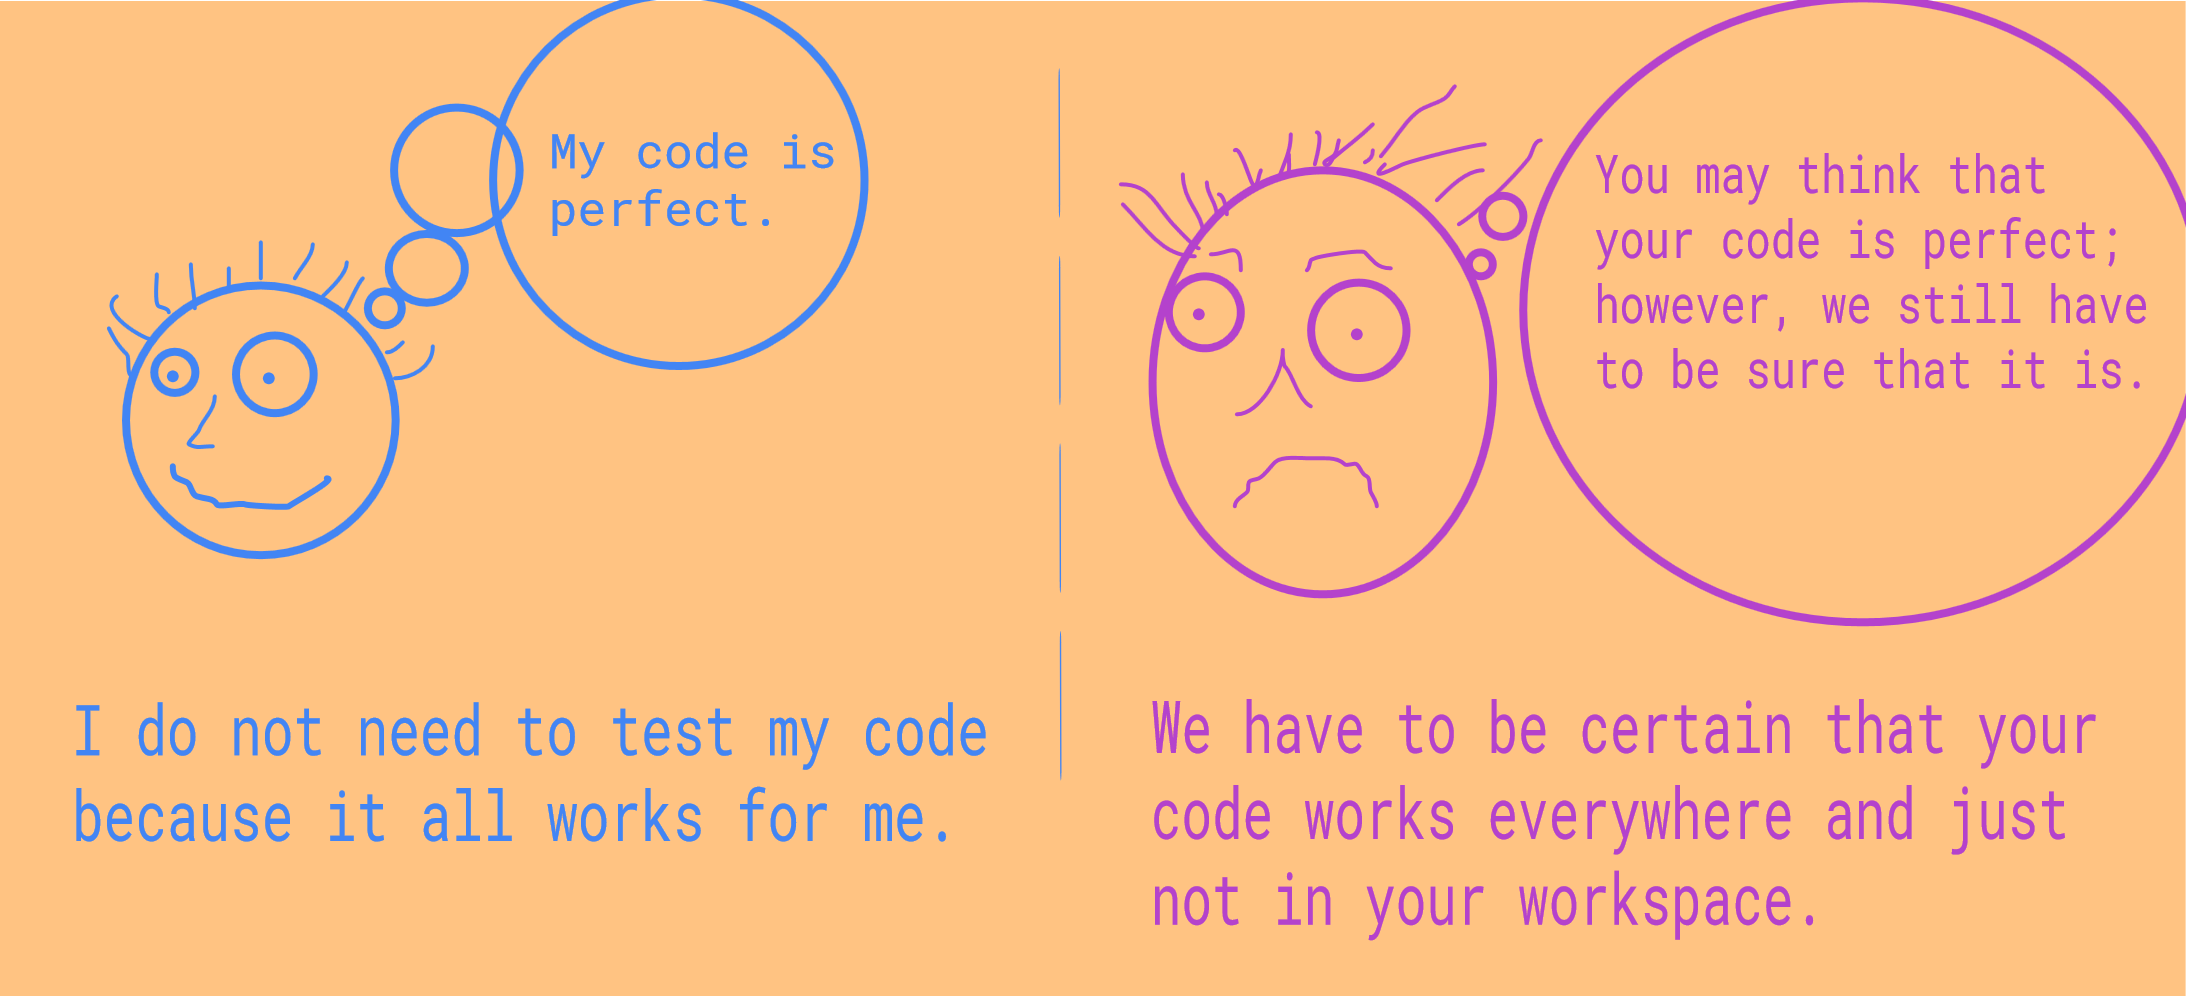 My code is
perfect.
I do not need to test my code
because it all works for me.
You may think that
your code is perfect;
however, we still have
to be sure that it is.
We have to be certain that your
code works everywhere and just
not in your workspace.